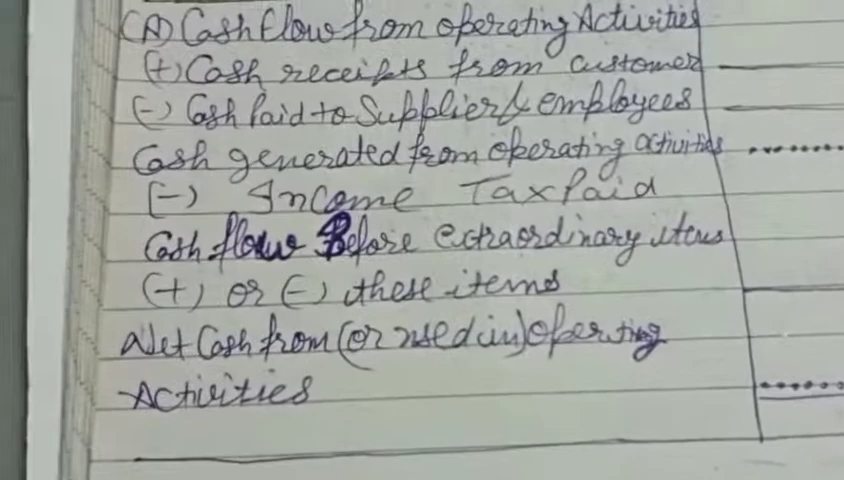 (A) Cash flow from operating Activities
(+) Cash receipts from customer
(-) Cash Paid to Supplier & employees
Cash generated from operating activities ........
(-) Income Tax Paid
Cash flow Before extraordinary items
(+) or (-) these items
Net Cash from (or used in) operating
Activities ........